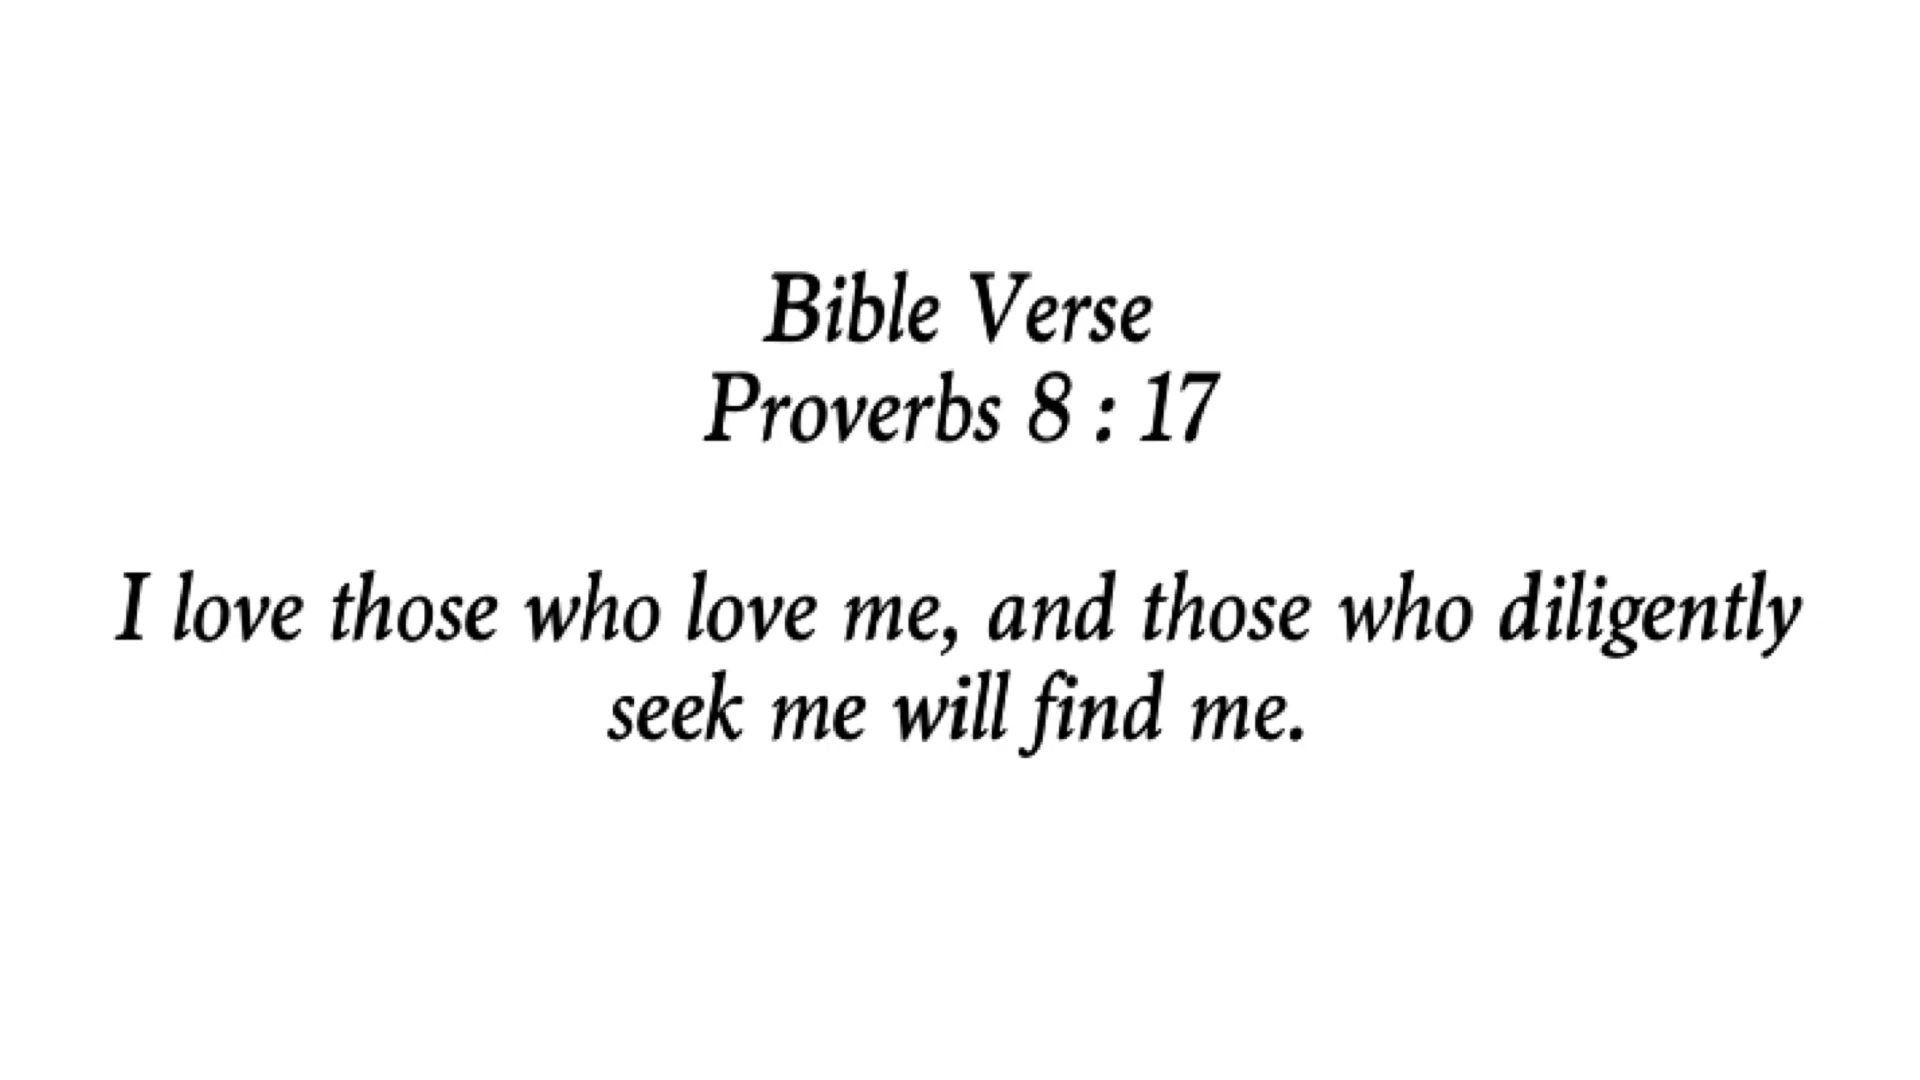 Bible Verse
Proverbs 8 : 17
I love those who love me, and those who diligently
seek me will find me.